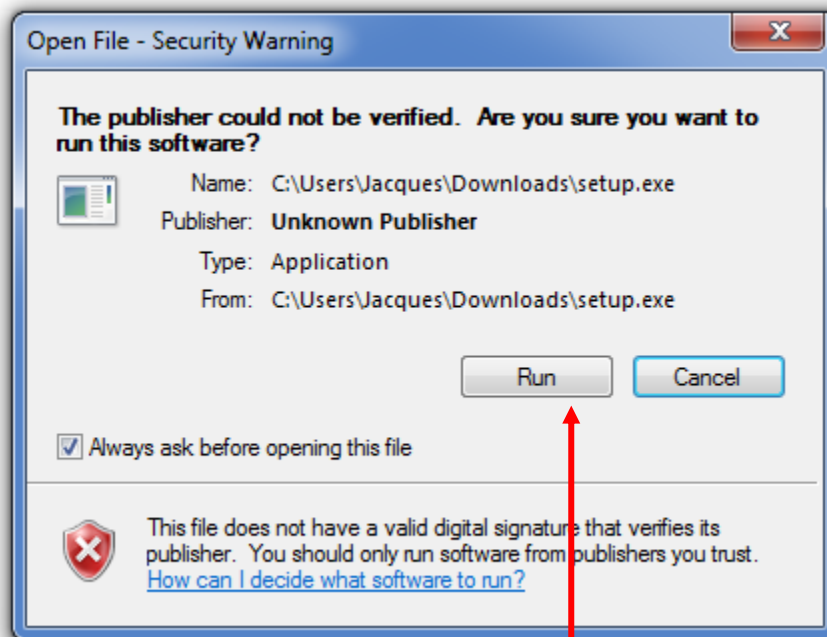 Open File - Security Warning
The publisher could not be verified. Are you sure you want to
run this software?
Name: C:\Users\Jacques\Downloads\setup.exe
Publisher: Unknown Publisher
Type: Application
From: C:\Users\Jacques\Downloads\setup.exe
Run Cancel
Always ask before opening this file
This file does not have a valid digital signature that verifies its
publisher. You should only run software from publishers you trust.
How can I decide what software to run?